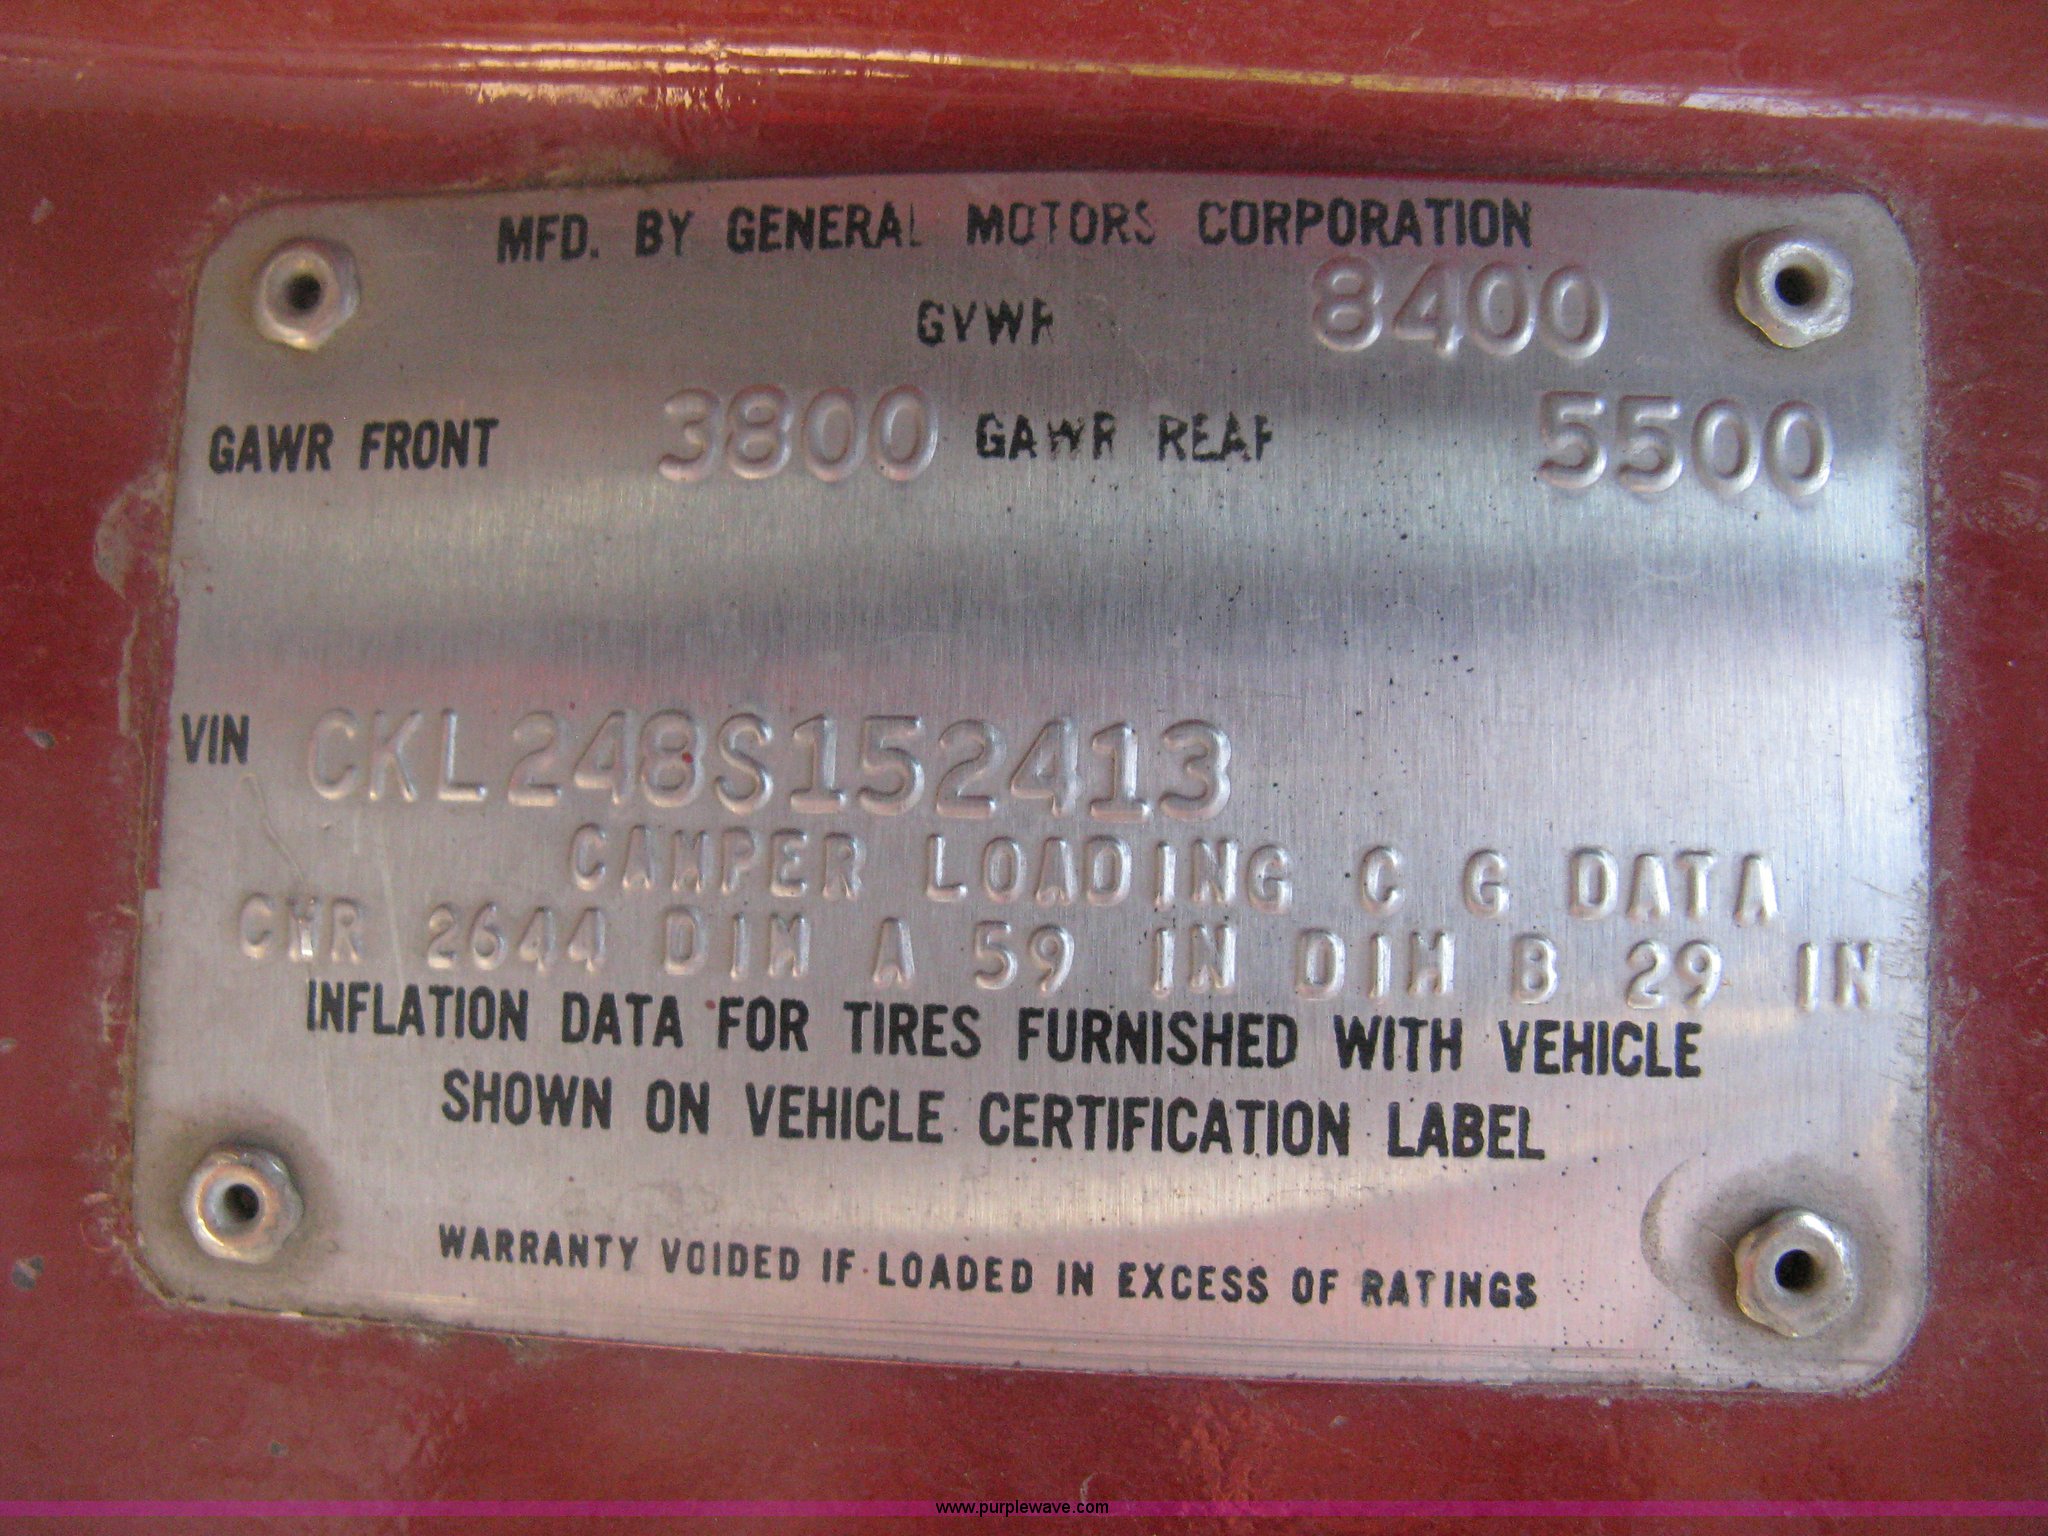 MFD. BY GENERAL MOTORS CORPORATION
GVWR 8400
GAWR FRONT 3800 GAWR REAR 5500
VIN CKL248S152413
CAMPER LOADING C G DATA
CWR 2644 DIM A 59 IN DIM B 29 IN
INFLATION DATA FOR TIRES FURNISHED WITH VEHICLE
SHOWN ON VEHICLE CERTIFICATION LABEL
WARRANTY VOIDED IF LOADED IN EXCESS OF RATINGS
www.purplewave.com